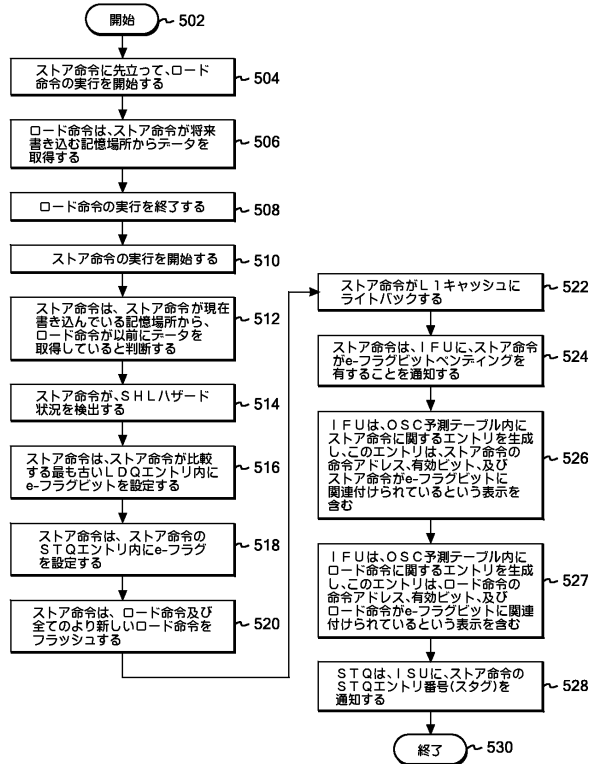 開始
502
ストア命令に先立って、ロード
命令の実行を開始する
504
ロード命令は、ストア命令が将来
書き込む記憶場所からデータを
取得する
506
ロード命令の実行を終了する
508
ストア命令の実行を開始する
510
ストア命令は、ストア命令が現在
書き込んでいる記憶場所から、
ロード命令が以前にデータを
取得していると判断する
512
ストア命令が、SHLハザード
状況を検出する
514
ストア命令は、ストア命令が比較
する最も古いLDQエントリ内に
e-フラグビットを設定する
516
ストア命令は、ストア命令の
STQエントリ内にe-フラグ
を設定する
518
ストア命令は、ロード命令及び
全てのより新しいロード命令を
フラッシュする
520
ストア命令がL1キャッシュに
ライトバックする
522
ストア命令は、IFUに、ストア命令
がe-フラグビットペンディングを
有することを通知する
524
IFUは、OSC予測テーブル内に
ストア命令に関するエントリを生成
し、このエントリは、ストア命令の
命令アドレス、有効ビット、及び
ストア命令がe-フラグビットに
関連付けられているという表示を
含む
526
IFUは、OSC予測テーブル内に
ロード命令に関するエントリを生成
し、このエントリは、ロード命令の
命令アドレス、有効ビット、及び
ロード命令がe-フラグビットに関連
付けられているという表示を含む
527
STQは、ISUに、ストア命令の
STQエントリ番号(スタグ)を
通知する
528
終了
530